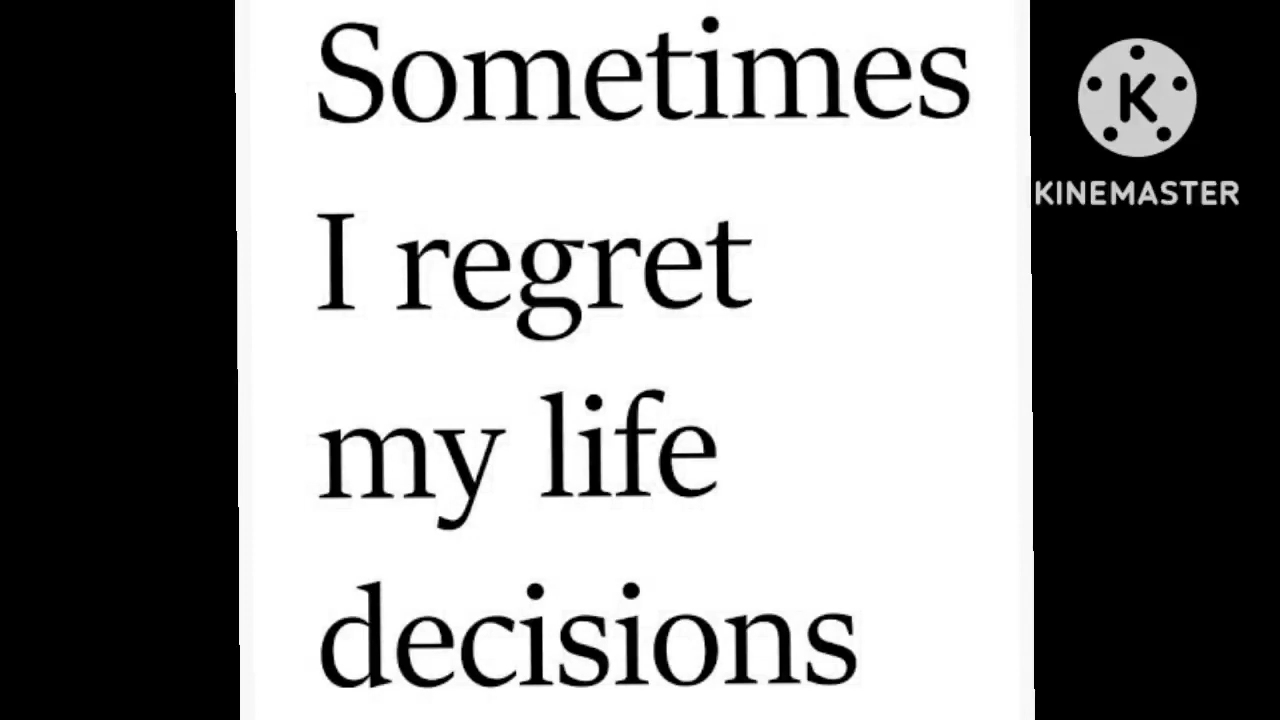 Sometimes
I regret
my life
decisions
K
KINEMASTER